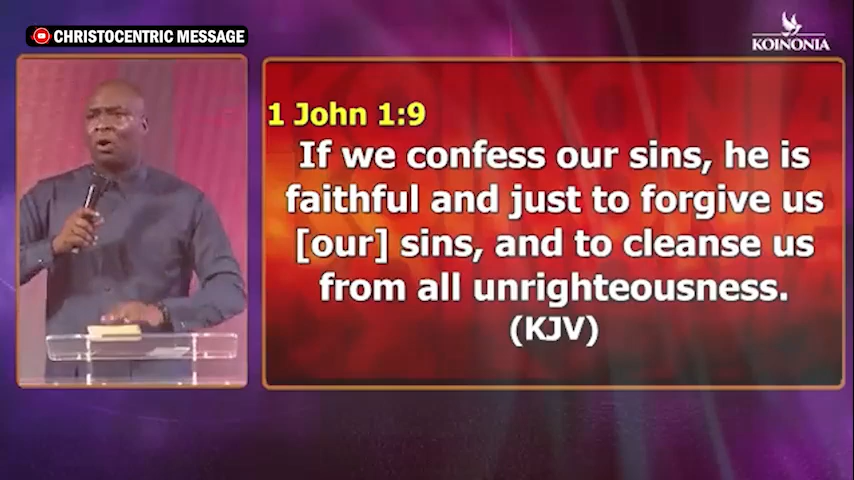 CHRISTOCENTRIC MESSAGE
KOINONIA
1 John 1:9
If we confess our sins, he is
faithful and just to forgive us
[our] sins, and to cleanse us
from all unrighteousness.
(KJV)